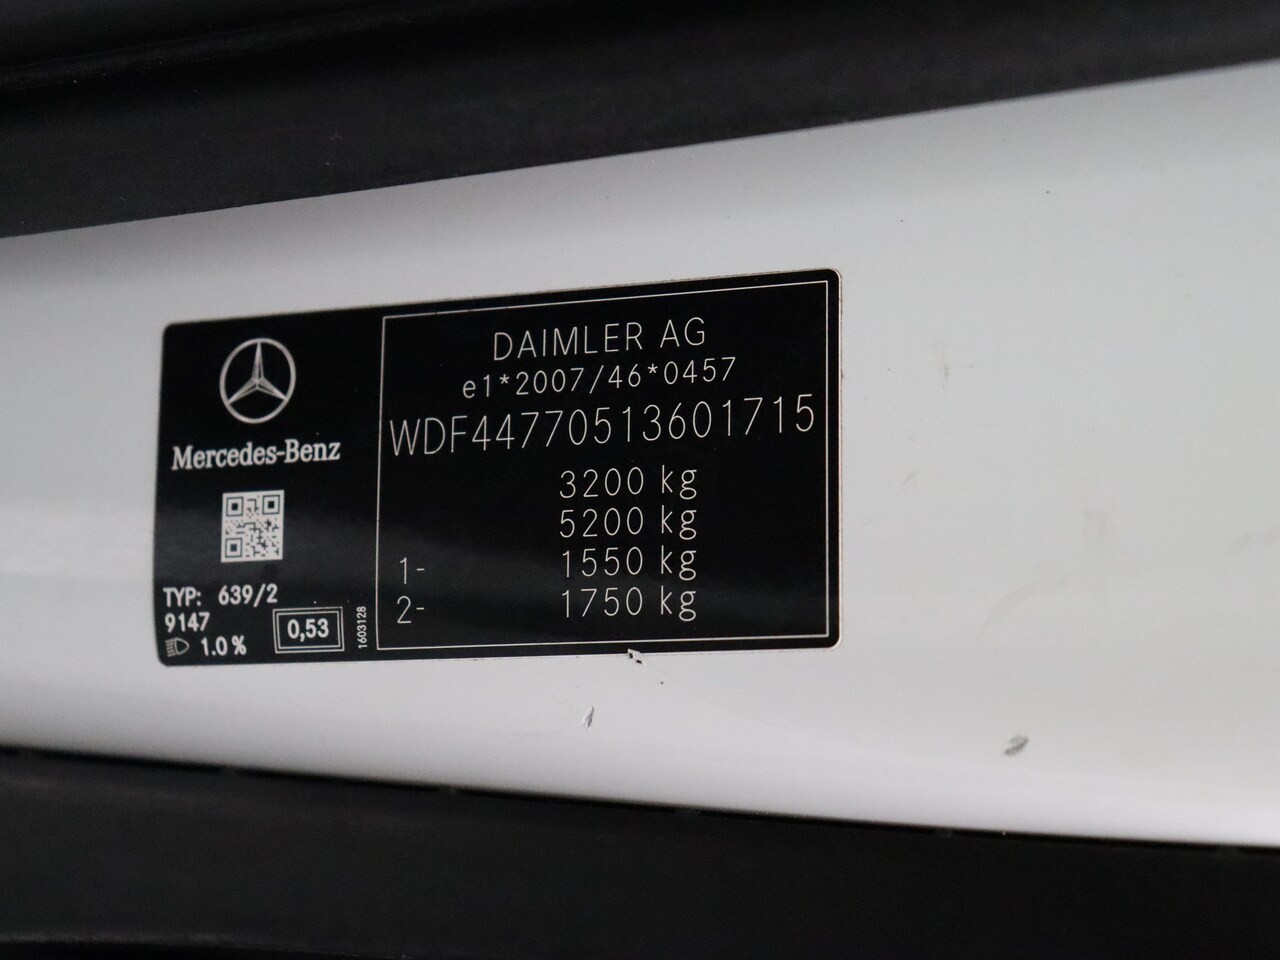 Mercedes-Benz
TYP: 639/2
9147
1.0 %
0,53
1603128
DAIMLER AG
e1*2007/46*0457
WDF44770513601715
3200 kg
5200 kg
1- 1550 kg
2- 1750 kg